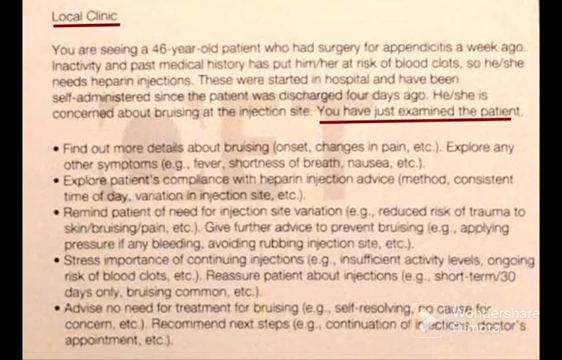 Local Clinic
You are seeing a 46-year-old patient who had surgery for appendicitis a week ago.
Inactivity and past medical history has put him/her at risk of blood clots, so he/she
needs heparin injections. These were started in hospital and have been
self-administered since the patient was discharged four days ago. He/she is
concerned about bruising at the injection site. You have just examined the patient.
• Find out more details about bruising (onset, changes in pain, etc.). Explore any
other symptoms (e.g., fever, shortness of breath, nausea, etc.).
• Explore patient's compliance with heparin injection advice (method, consistent
time of day, variation in injection site, etc.).
• Remind patient of need for injection site variation (e.g., reduced risk of trauma to
skin/bruising/pain, etc.). Give further advice to prevent bruising (e.g., applying
pressure if any bleeding, avoiding rubbing injection site, etc.).
• Stress importance of continuing injections (e.g., insufficient activity levels, ongoing
risk of blood clots, etc.). Reassure patient about injections (e.g., short-term/30
days only, bruising common, etc.).
• Advise no need for treatment for bruising (e.g., self-resolving, no cause for
concern, etc.). Recommend next steps (e.g., continuation of injections, doctor's
appointment, etc.).
Wondershare